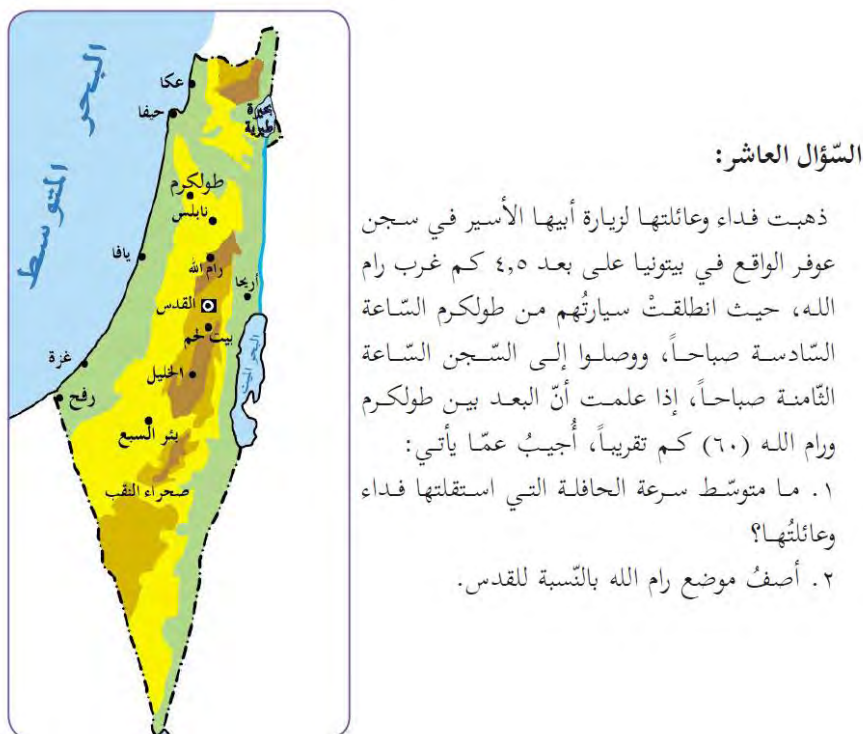 السّؤال العاشر:
ذهبت فداء وعائلتها لزيارة أبيها الأسير في سجن
عوفر الواقع في بيتونيا على بعد ٤,٥ كم غرب رام
الله، حيث انطلقتْ سيارتُهم من طولكرم السّاعة
السّادسة صباحاً، ووصلوا إلى السّجن السّاعة
الثّامنة صباحاً، إذا علمت أنّ البعد بين طولكرم
ورام الله (٦٠) كم تقريباً، أُجيبُ عمّا يأتي:
١. ما متوسّط سرعة الحافلة التي استقلتها فداء
وعائلتُها؟
٢. أصفُ موضع رام الله بالنّسبة للقدس.
البحر
المتوسط
عكا
حيفا
بحيرة
طبرية
طولكرم
نابلس
يافا
رام الله
أريحا
القدس
بيت لحم
البحر الميت
غزة
الخليل
رفح
بئر السبع
صحراء النقب